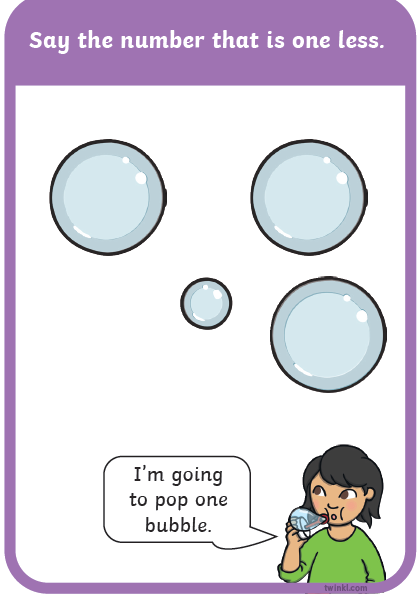 Say the number that is one less.
I'm going
to pop one
bubble.
twinkl.com